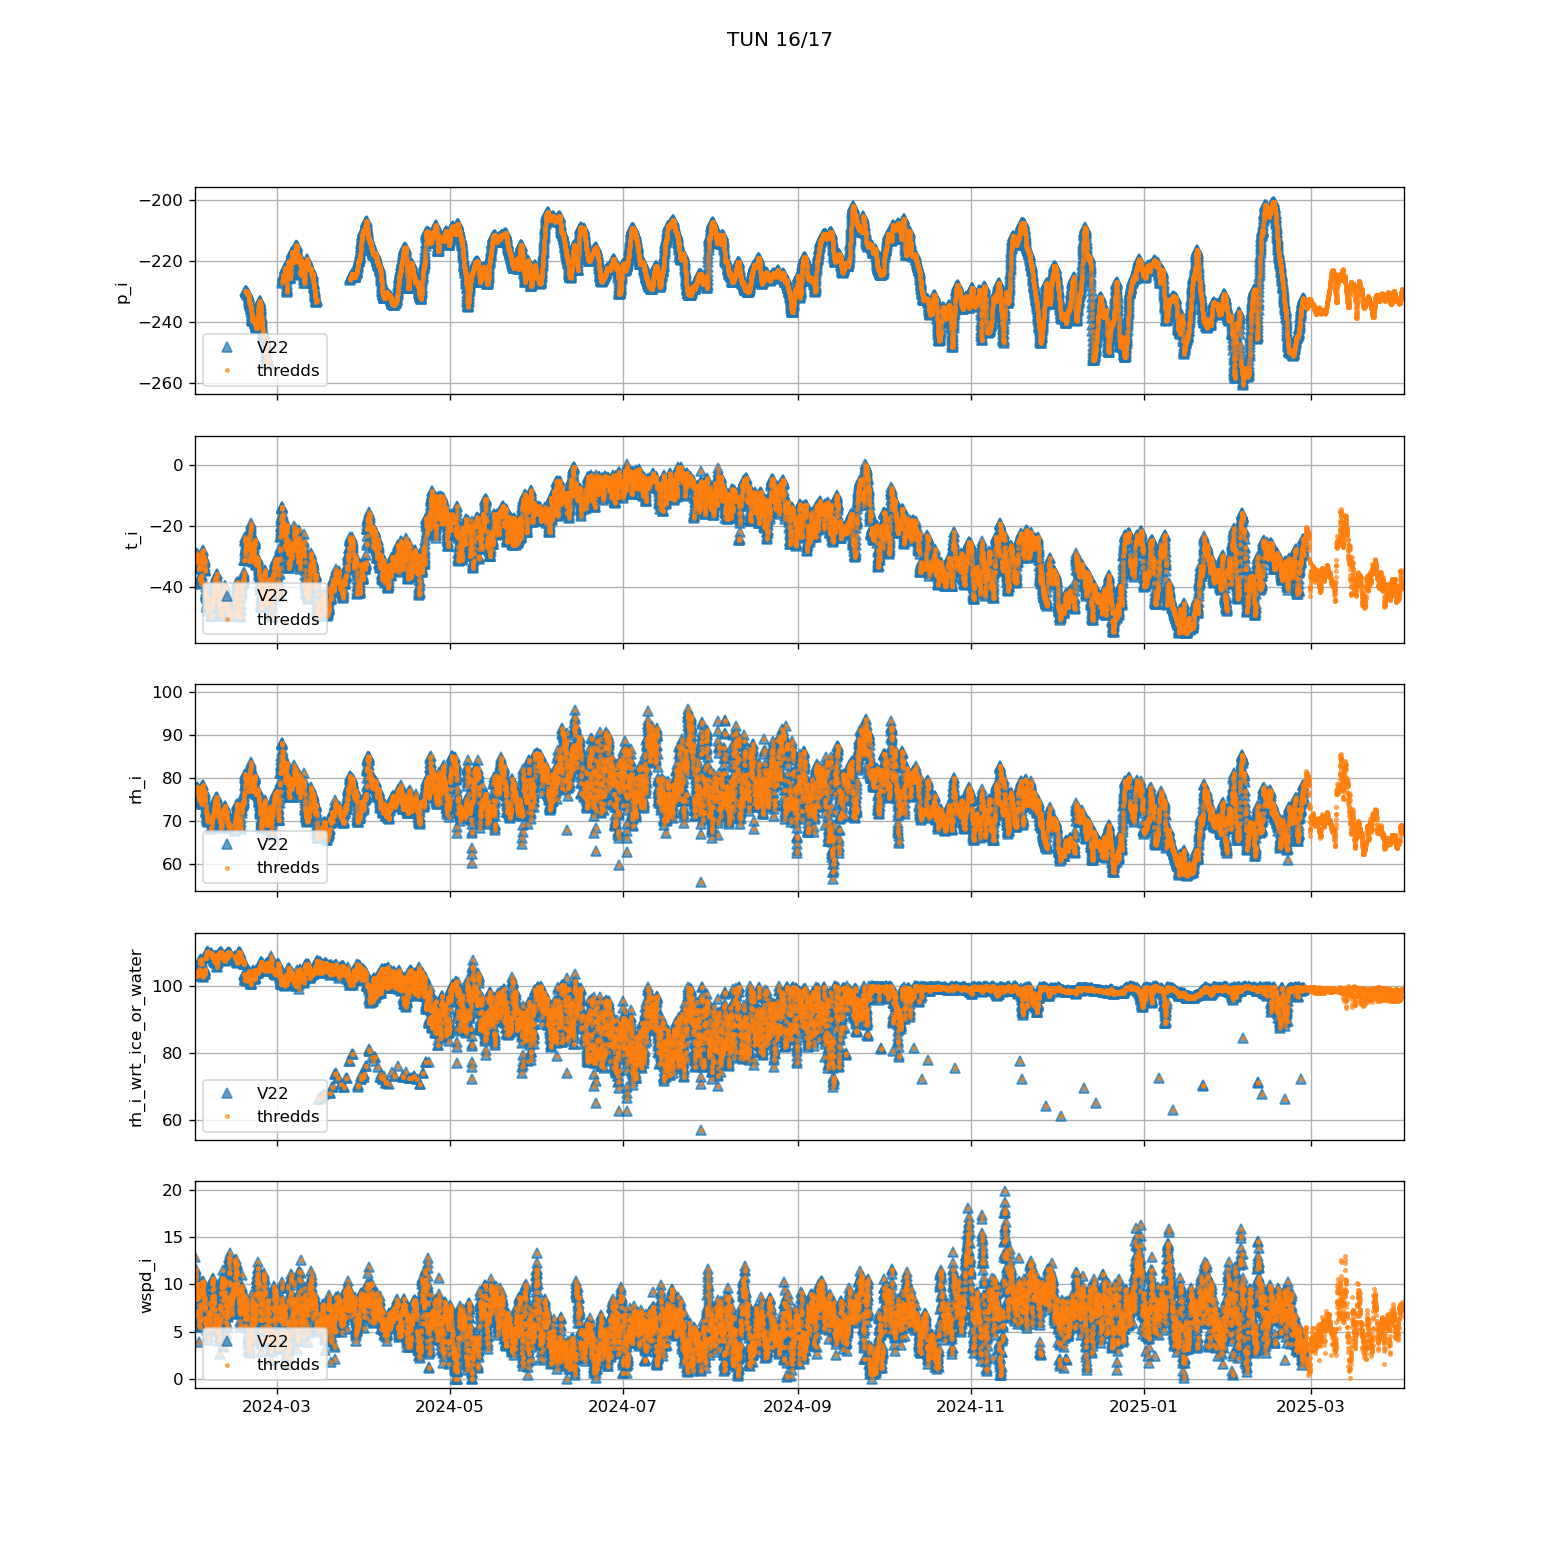 TUN 16/17
p_i
−200
−220
−240
−260
V22
thredds
t_i
0
−20
−40
V22
thredds
rh_i
100
90
80
70
60
V22
thredds
rh_i_wrt_ice_or_water
100
80
60
V22
thredds
wspd_i
20
15
10
5
0
V22
thredds
2024-03 2024-05 2024-07 2024-09 2024-11 2025-01 2025-03